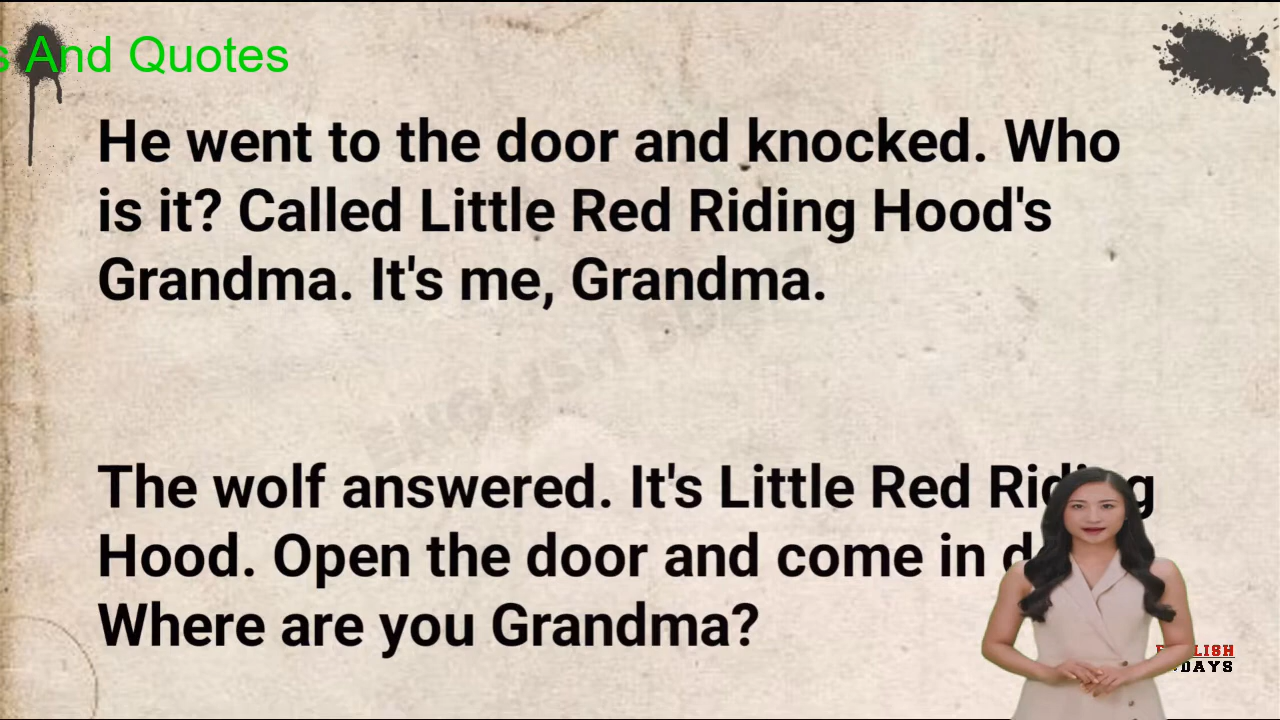 And Quotes
He went to the door and knocked. Who
is it? Called Little Red Riding Hood's
Grandma. It's me, Grandma.
The wolf answered. It's Little Red Riding
Hood. Open the door and come in
Where are you Grandma?